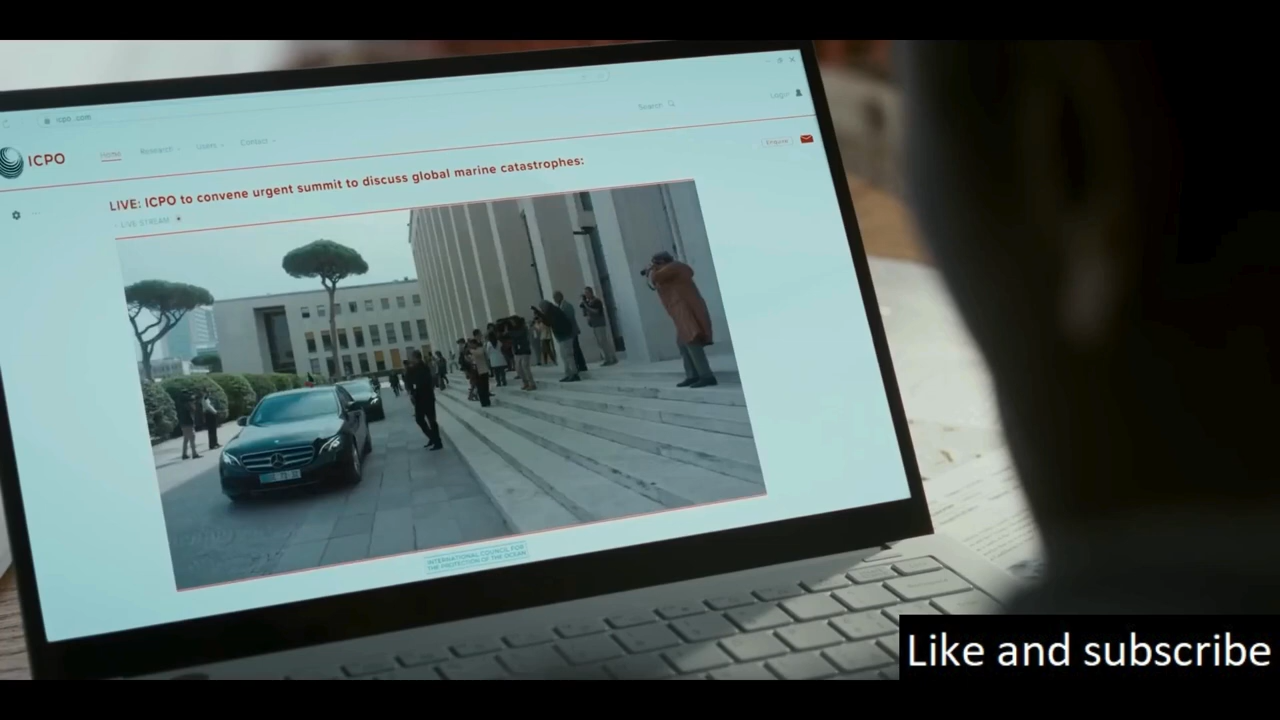 icpo.com
Login
Search
ICPO
Home
Research
Users
Contact
Enquire
LIVE: ICPO to convene urgent summit to discuss global marine catastrophes:
LIVE STREAM
INTERNATIONAL COUNCIL FOR
THE PROTECTION OF THE OCEAN
Like and subscribe